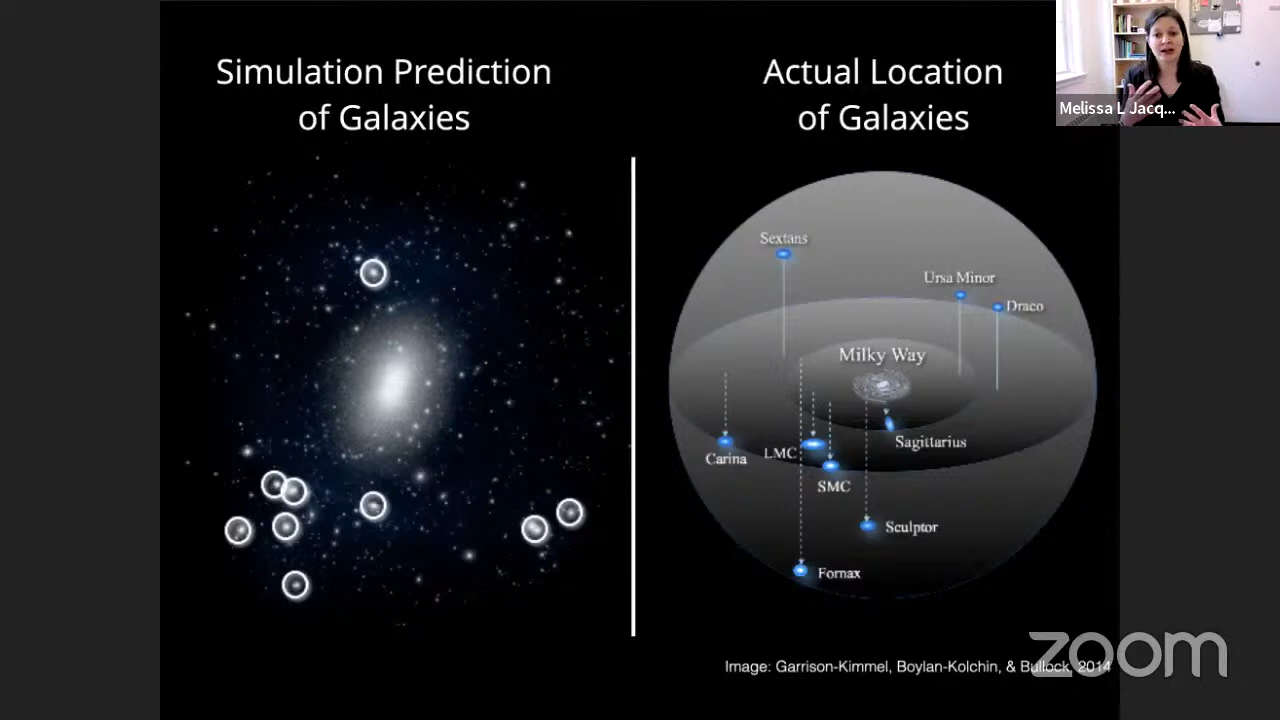 Simulation Prediction
of Galaxies
Actual Location
of Galaxies
Melissa L Jacq...
Sextans
Ursa Minor
Draco
Milky Way
Sagittarius
Carina
LMC
SMC
Sculptor
Fornax
Image: Garrison-Kimmel, Boylan-Kolchin, & Bullock, 2014
zoom